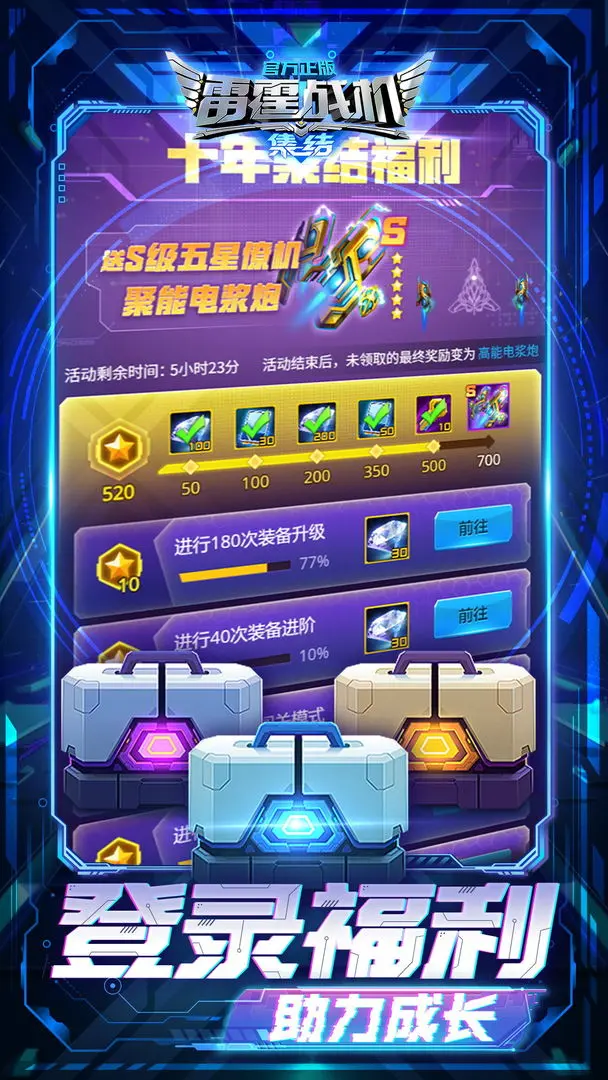 官方正版
雷霆战机
集结
十年集结福利
送S级五星僚机
聚能电浆炮
S
活动剩余时间：5小时23分
活动结束后，未领取的最终奖励变为 高能电浆炮
100 30 200 50 10 S
520
50 100 200 350 500 700
进行180次装备升级
10
77%
30
前往
进行40次装备进阶
10%
30
前往
关模式
进
登录福利
助力成长